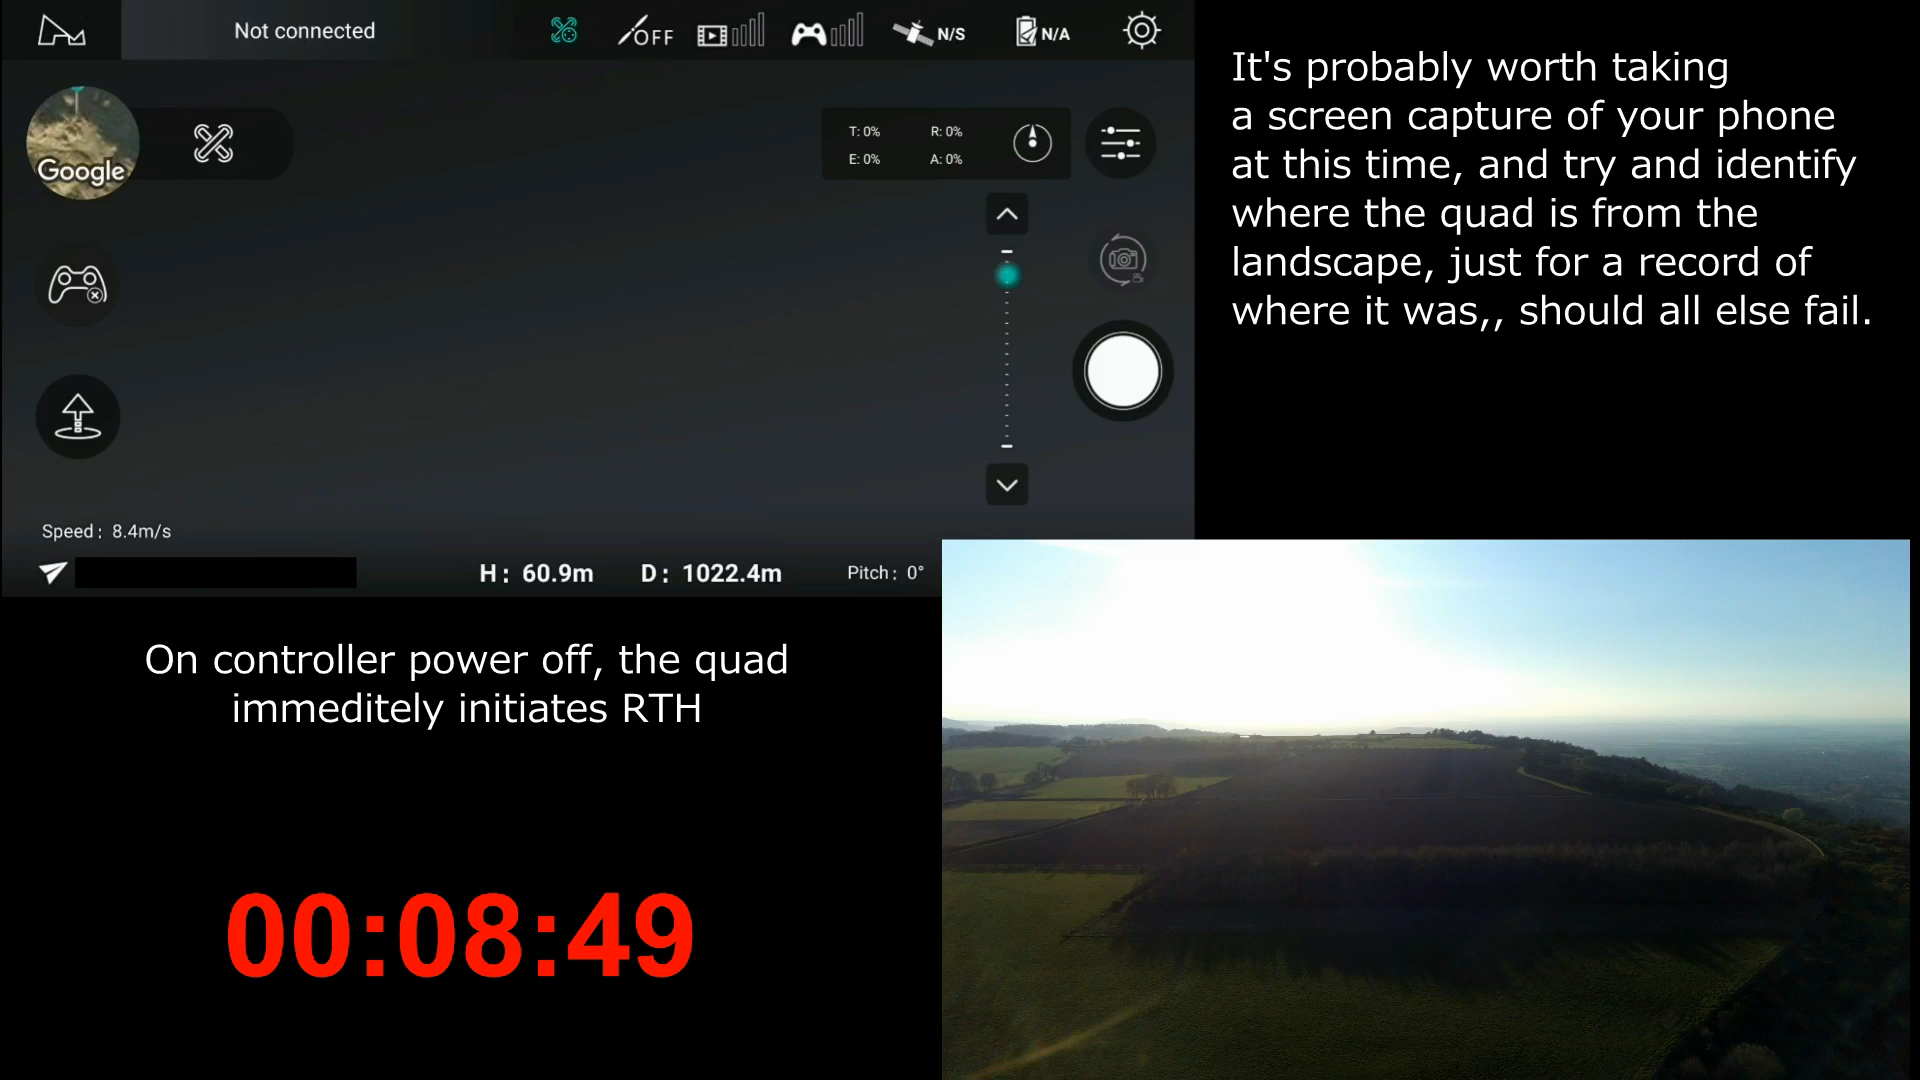 Not connected
OFF
N/S
N/A
Google
T: 0%
R: 0%
E: 0%
A: 0%
Speed: 8.4m/s
H: 60.9m
D: 1022.4m
Pitch: 0°
It's probably worth taking
a screen capture of your phone
at this time, and try and identify
where the quad is from the
landscape, just for a record of
where it was,, should all else fail.
On controller power off, the quad
immeditely initiates RTH
00:08:49